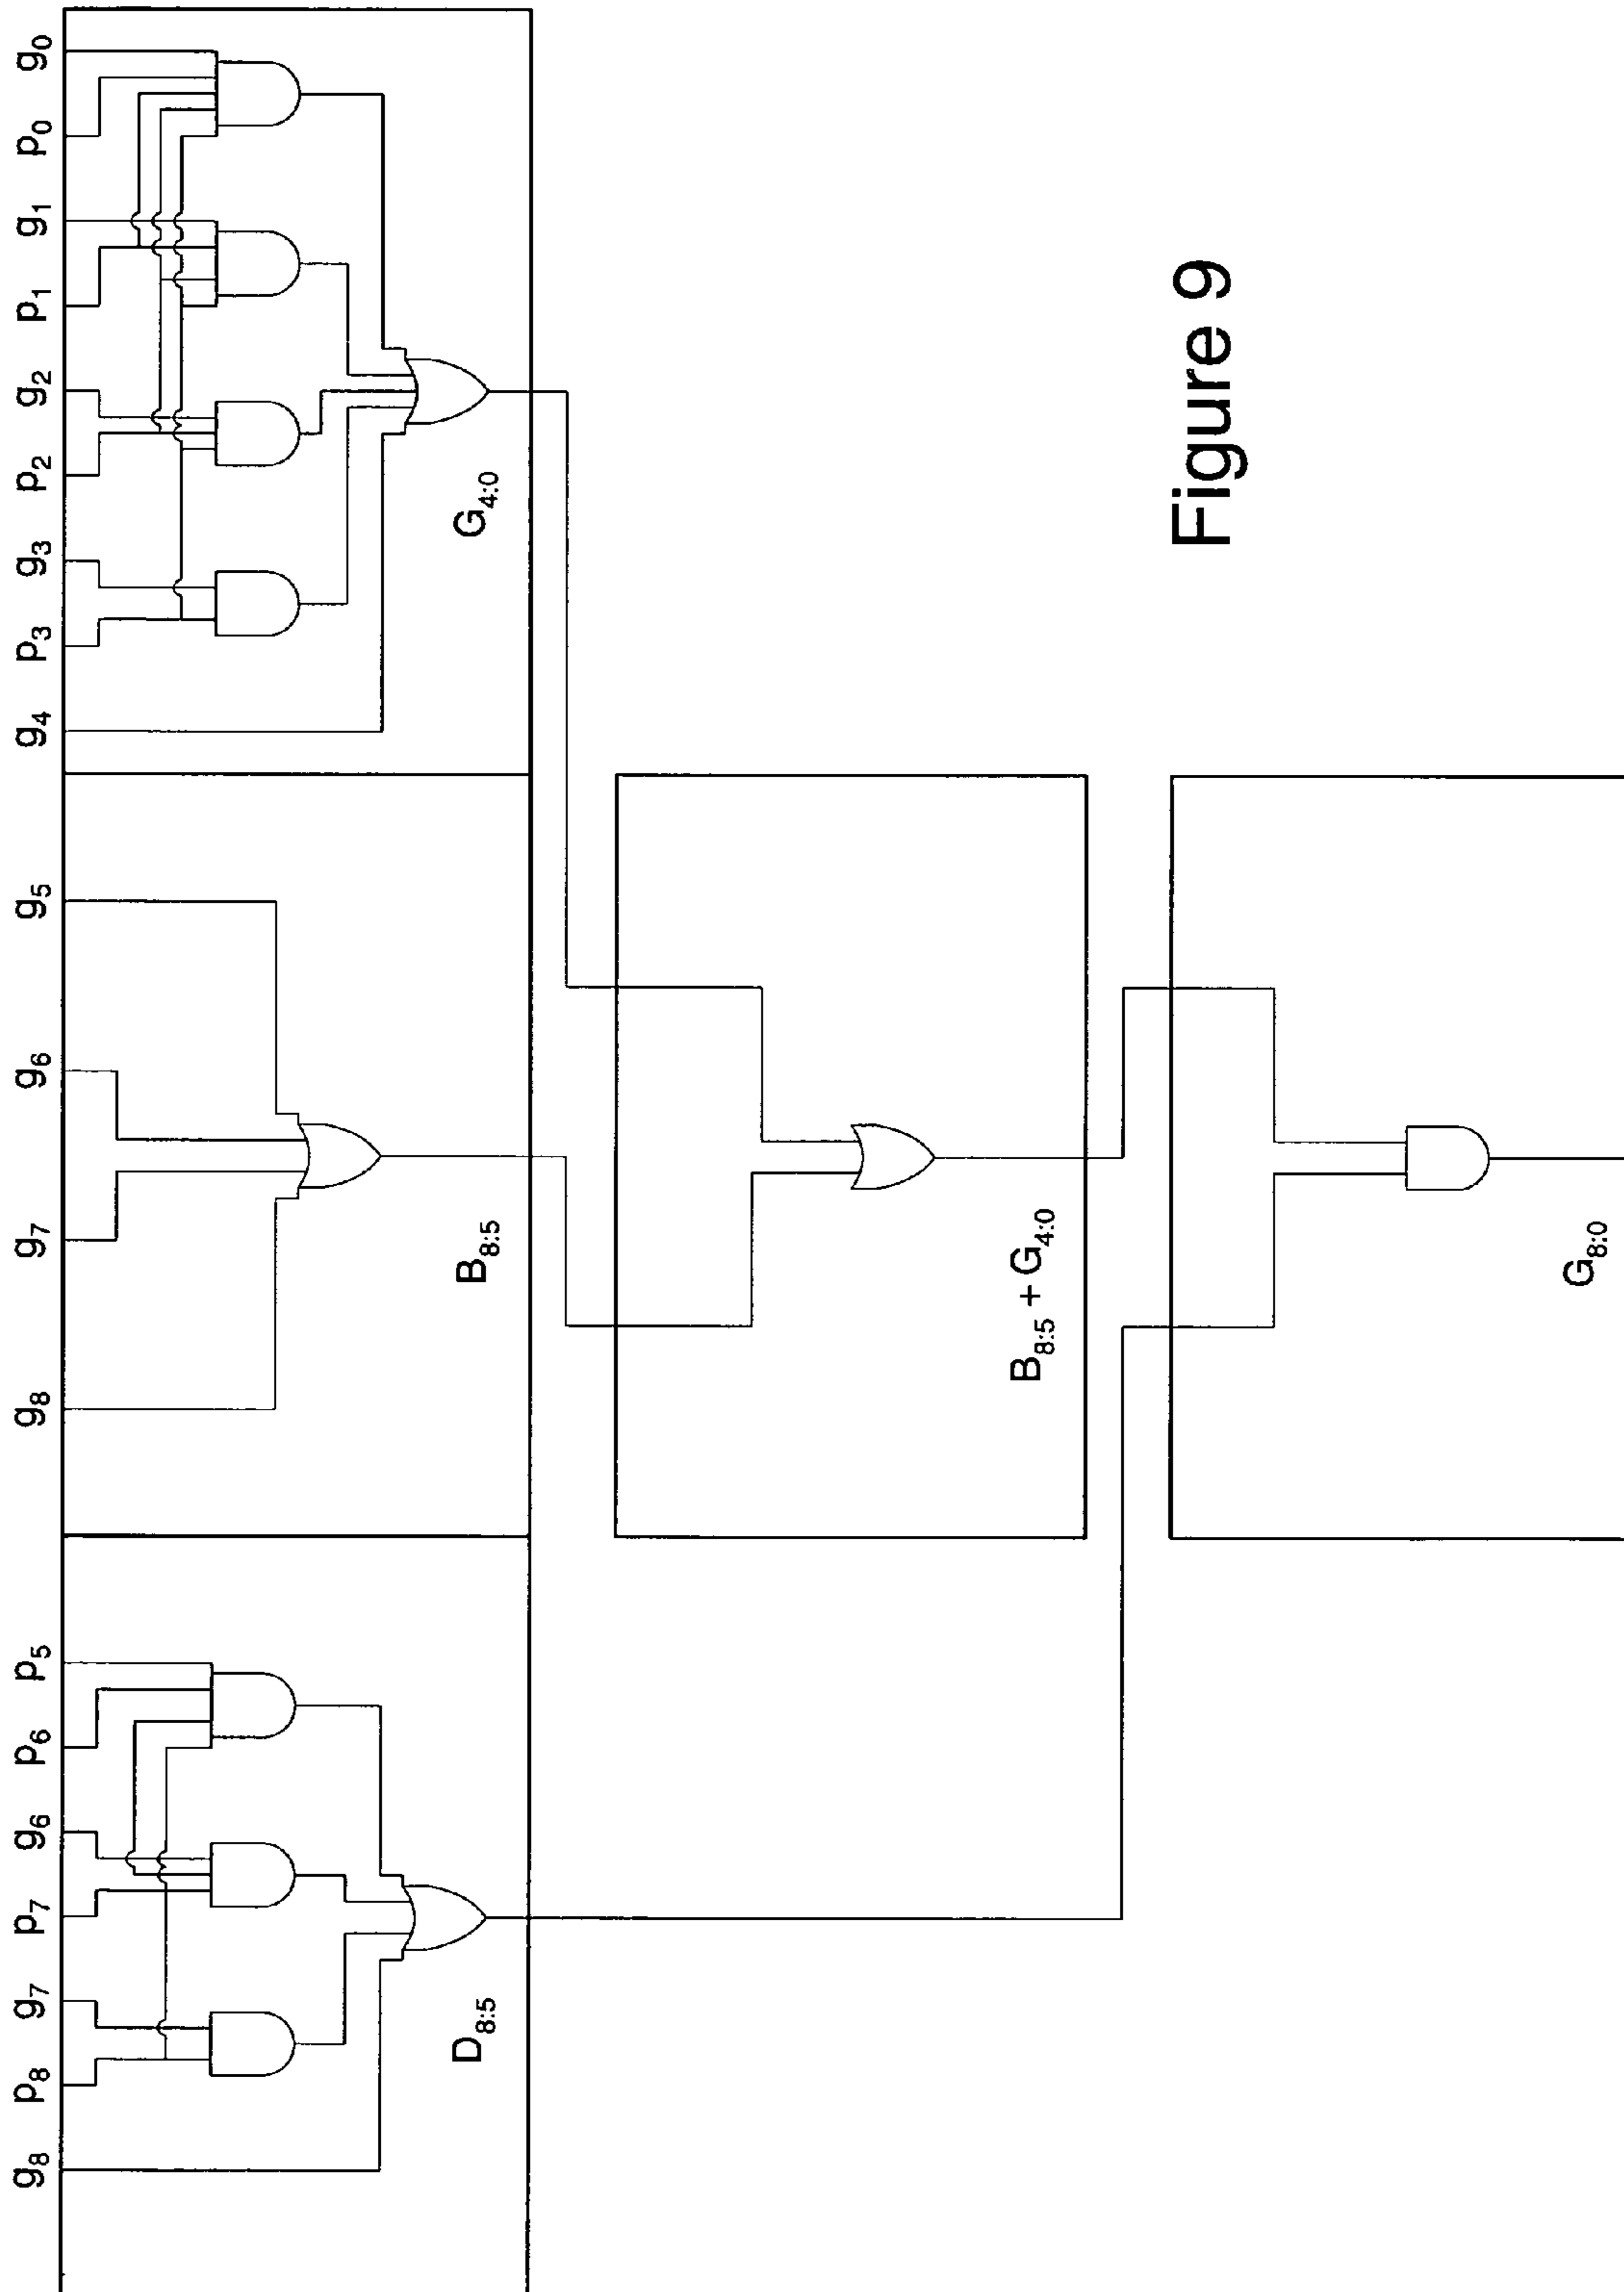 g₈ p₈ g₇ p₇ g₆ p₆ p₅ g₈ g₇ g₆ g₅ g₄ p₃ g₃ p₂ g₂ p₁ g₁ p₀ g₀
D₈:₅
B₈:₅
G₄:₀
B₈:₅ + G₄:₀
G₈:₀
Figure 9